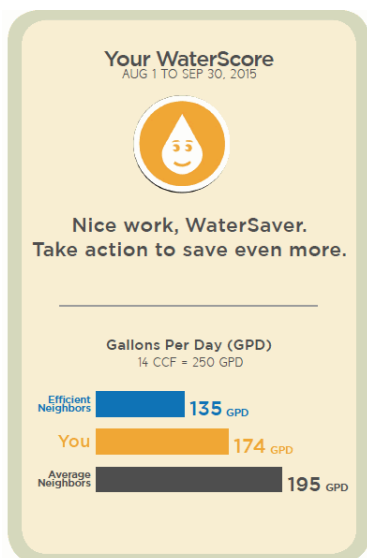 Your WaterScore
AUG 1 TO SEP 30, 2015
Nice work, WaterSaver.
Take action to save even more.
Gallons Per Day (GPD)
14 CCF = 250 GPD
Efficient
Neighbors
135 GPD
You
174 GPD
Average
Neighbors
195 GPD